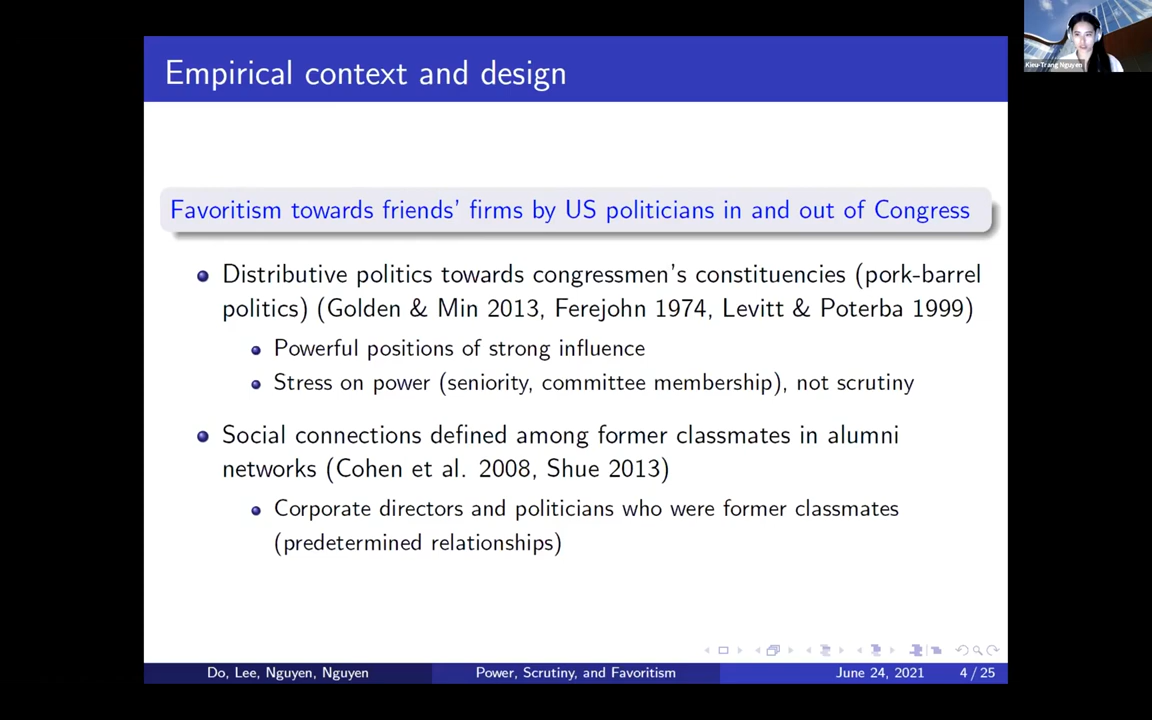 Empirical context and design
Kieu-Trang Nguyen
Favoritism towards friends' firms by US politicians in and out of Congress
Distributive politics towards congressmen's constituencies (pork-barrel
politics) (Golden & Min 2013, Ferejohn 1974, Levitt & Poterba 1999)
Powerful positions of strong influence
Stress on power (seniority, committee membership), not scrutiny
Social connections defined among former classmates in alumni
networks (Cohen et al. 2008, Shue 2013)
Corporate directors and politicians who were former classmates
(predetermined relationships)
Do, Lee, Nguyen, Nguyen
Power, Scrutiny, and Favoritism
June 24, 2021
4 / 25